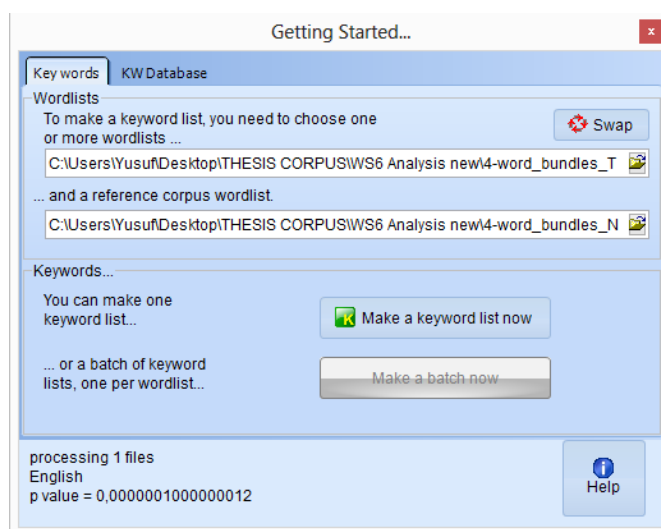 Getting Started...
x
Key words
KW Database
Wordlists
To make a keyword list, you need to choose one
or more wordlists ...
Swap
C:\Users\Yusuf\Desktop\THESIS CORPUS\WS6 Analysis new\4-word_bundles_T
... and a reference corpus wordlist.
C:\Users\Yusuf\Desktop\THESIS CORPUS\WS6 Analysis new\4-word_bundles_N
Keywords...
You can make one
keyword list...
K
Make a keyword list now
... or a batch of keyword
lists, one per wordlist...
Make a batch now
processing 1 files
English
p value = 0,0000001000000012
i
Help